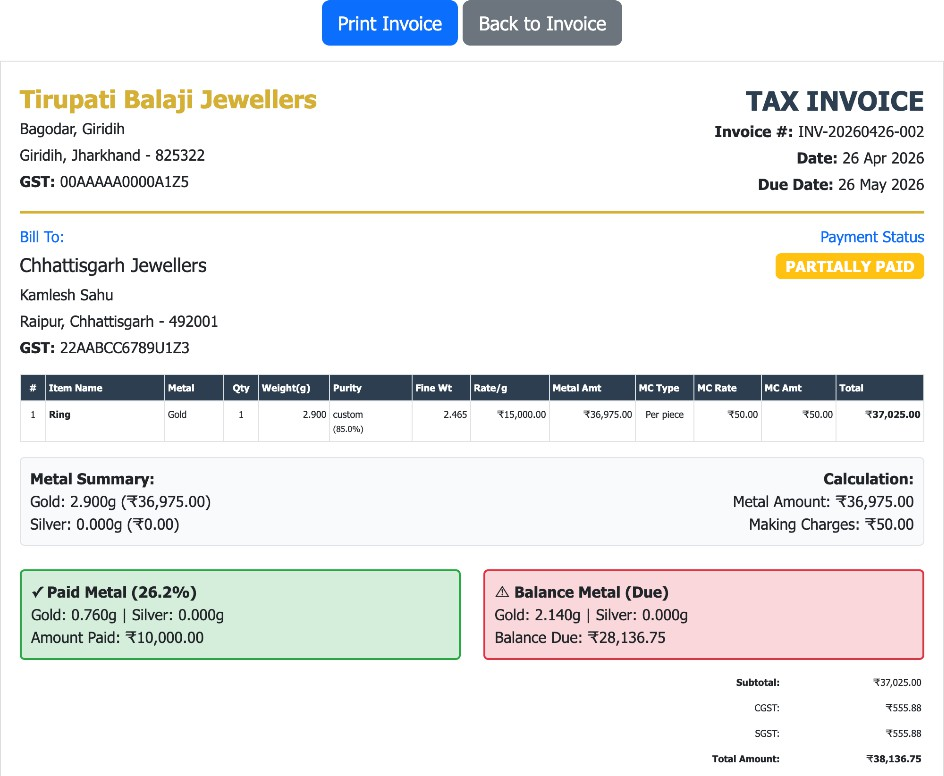 Print Invoice Back to Invoice
Tirupati Balaji Jewellers
TAX INVOICE
Bagodar, Giridih
Invoice #: INV-20260426-002
Giridih, Jharkhand - 825322
Date: 26 Apr 2026
GST: 00AAAAA0000A1Z5
Due Date: 26 May 2026
Bill To:
Payment Status
Chhattisgarh Jewellers
PARTIALLY PAID
Kamlesh Sahu
Raipur, Chhattisgarh - 492001
GST: 22AABCC6789U1Z3
# Item Name Metal Qty Weight(g) Purity Fine Wt Rate/g Metal Amt MC Type MC Rate MC Amt Total
1 Ring Gold 1 2.900 custom 2.465 ₹15,000.00 ₹36,975.00 Per piece ₹50.00 ₹50.00 ₹37,025.00
(85.0%)
Metal Summary:
Gold: 2.900g (₹36,975.00)
Silver: 0.000g (₹0.00)
Calculation:
Metal Amount: ₹36,975.00
Making Charges: ₹50.00
✓ Paid Metal (26.2%)
Gold: 0.760g | Silver: 0.000g
Amount Paid: ₹10,000.00
⚠ Balance Metal (Due)
Gold: 2.140g | Silver: 0.000g
Balance Due: ₹28,136.75
Subtotal: ₹37,025.00
CGST: ₹555.88
SGST: ₹555.88
Total Amount: ₹38,136.75